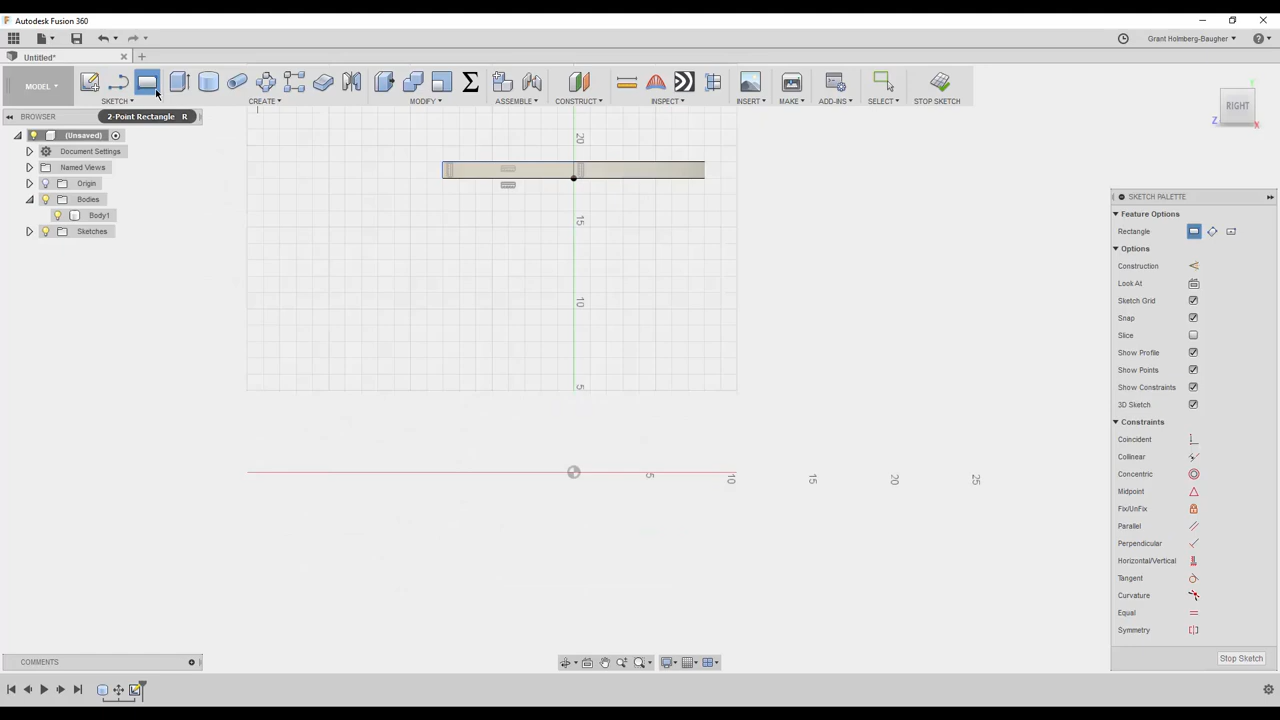 Autodesk Fusion 360
Grant Holmberg-Baugher
Untitled*
MODEL
SKETCH
CREATE
MODIFY
ASSEMBLE
CONSTRUCT
INSPECT
INSERT
MAKE
ADD-INS
SELECT
STOP SKETCH
BROWSER
2-Point Rectangle R
(Unsaved)
Document Settings
Named Views
Origin
Bodies
Body1
Sketches
RIGHT
Z
X
Y
20
15
10
5
5
10
15
20
25
SKETCH PALETTE
Feature Options
Rectangle
Options
Construction
Look At
Sketch Grid
Snap
Slice
Show Profile
Show Points
Show Constraints
3D Sketch
Constraints
Coincident
Collinear
Concentric
Midpoint
Fix/UnFix
Parallel
Perpendicular
Horizontal/Vertical
Tangent
Curvature
Equal
Symmetry
Stop Sketch
COMMENTS